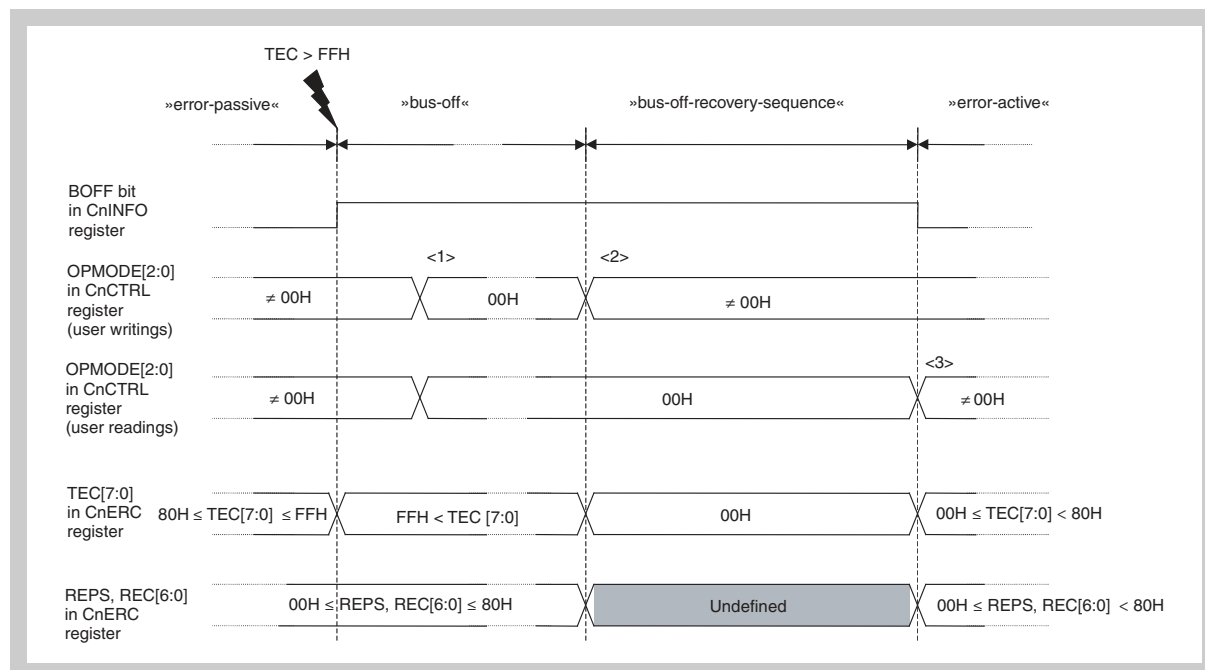 TEC > FFH
»error-passive«
»bus-off«
»bus-off-recovery-sequence«
»error-active«
BOFF bit
in CnINFO
register
<1>
<2>
OPMODE[2:0]
in CnCTRL
register
(user writings)
≠ 00H
00H
≠ 00H
<3>
OPMODE[2:0]
in CnCTRL
register
(user readings)
≠ 00H
00H
≠ 00H
TEC[7:0]
in CnERC
register
80H ≤ TEC[7:0] ≤ FFH
FFH < TEC [7:0]
00H
00H ≤ TEC[7:0] < 80H
REPS, REC[6:0]
in CnERC
register
00H ≤ REPS, REC[6:0] ≤ 80H
Undefined
00H ≤ REPS, REC[6:0] < 80H